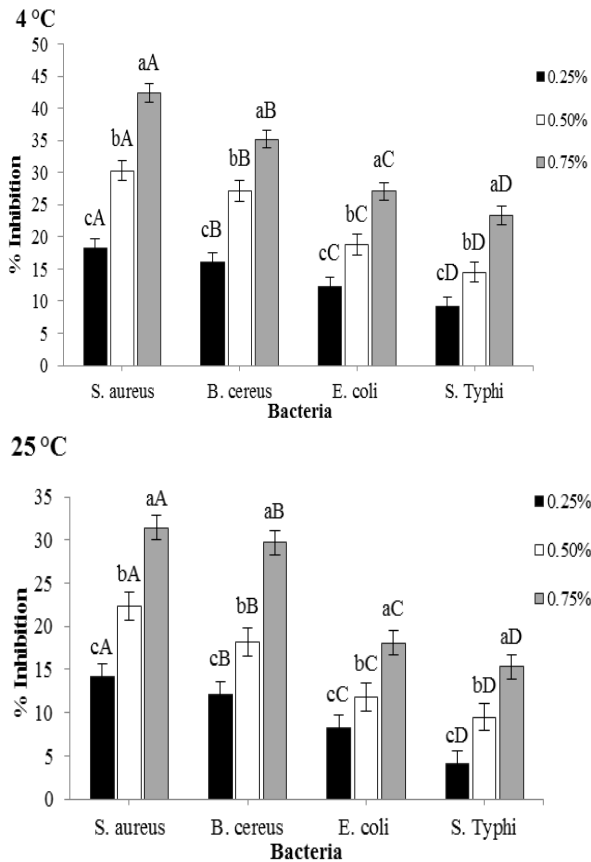 4 °C
50
45
40
35
30
25
20
15
10
5
0
% Inhibition
cA
bA
aA
cB
bB
aB
cC
bC
aC
cD
bD
aD
0.25%
0.50%
0.75%
S. aureus
B. cereus
E. coli
S. Typhi
Bacteria
25 °C
35
30
25
20
15
10
5
0
% Inhibition
cA
bA
aA
cB
bB
aB
cC
bC
aC
cD
bD
aD
0.25%
0.50%
0.75%
S. aureus
B. cereus
E. coli
S. Typhi
Bacteria